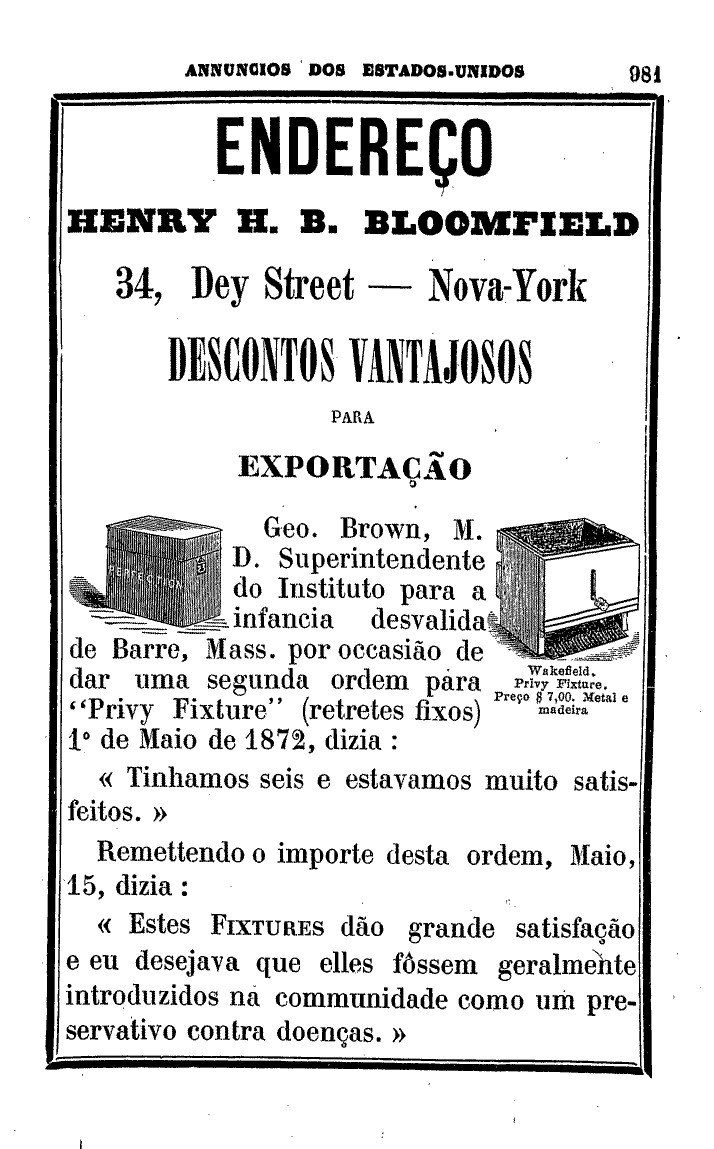 ANNUNCIOS DOS ESTADOS-UNIDOS 981
ENDEREÇO
HENRY H. B. BLOOMFIELD
34, Dey Street — Nova-York
DESCONTOS VANTAJOSOS
PARA
EXPORTAÇÃO
PERFECTION
Geo. Brown, M.
D. Superintendente
do Instituto para a
infancia desvalida
de Barre, Mass. por occasião de
dar uma segunda ordem para
“Privy Fixture” (retretes fixos)
1º de Maio de 1872, dizia :
Wakefield.
Privy Fixture.
Preço $ 7,00. Metal e
madeira
« Tinhamos seis e estavamos muito satis-
feitos. »
Remettendo o importe desta ordem, Maio,
15, dizia :
« Estes FIXTURES dão grande satisfação
e eu desejava que elles fôssem geralmente
introduzidos na communidade como um pre-
servativo contra doenças. »